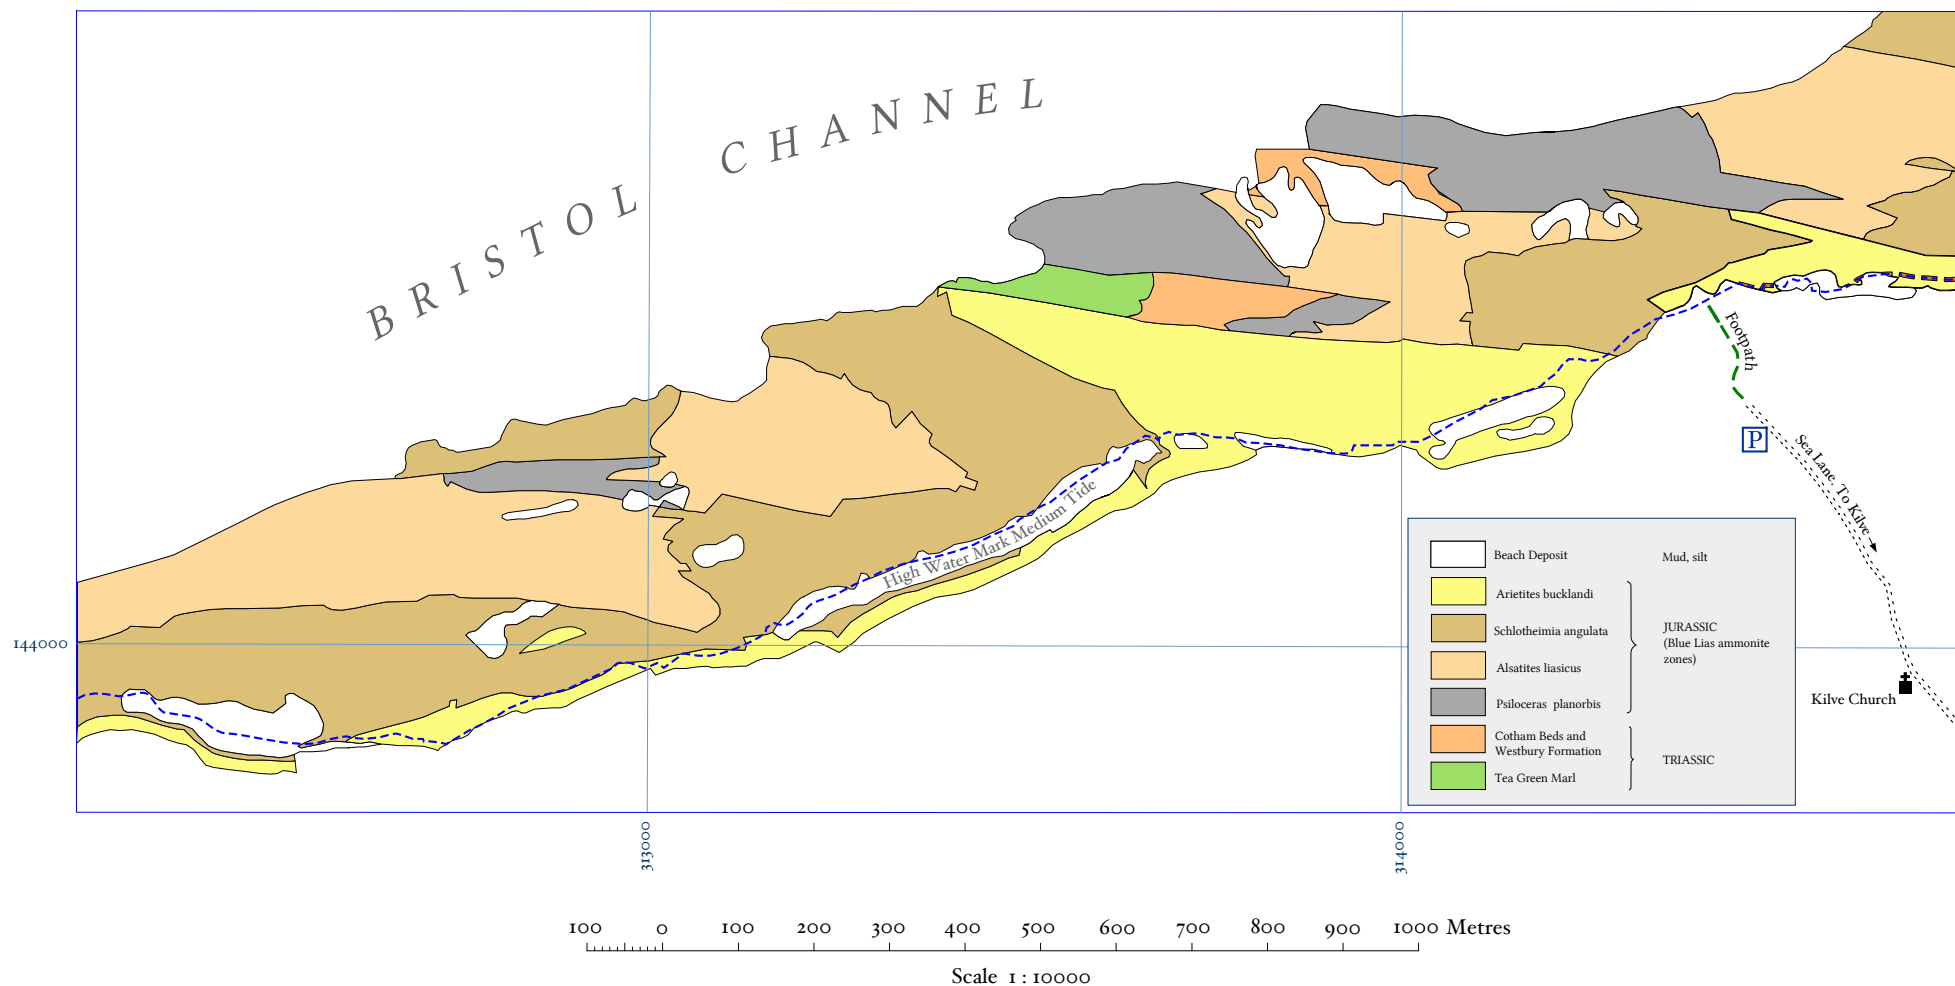 BRISTOL CHANNEL
Footpath
P
Sea Lane To Kilve
High Water Mark Medium Tide
Beach Deposit
Mud, silt
Arietites bucklandi
Schlotheimia angulata
JURASSIC
(Blue Lias ammonite
zones)
Alsatites liasicus
Psiloceras planorbis
Cotham Beds and
Westbury Formation
TRIASSIC
Tea Green Marl
144000
Kilve Church
313000
314000
100 0 100 200 300 400 500 600 700 800 900 1000 Metres
Scale 1 : 10000